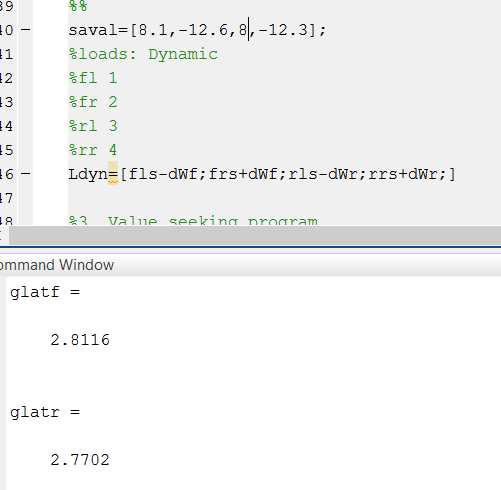 39 %%
40 – saval=[8.1,-12.6,8,-12.3];
41 %loads: Dynamic
42 %fl 1
43 %fr 2
44 %rl 3
45 %rr 4
46 – Ldyn=[fls-dWf;frs+dWf;rls-dWr;rrs+dWr;]
47
48 %3 Value seeking program
ommand Window
glatf =
2.8116
glatr =
2.7702